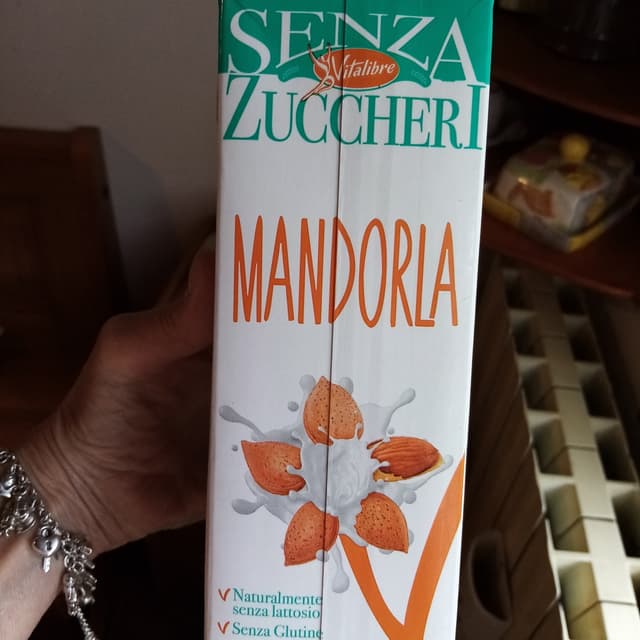 SENZA
Vitalibre
ZUCCHERI
MANDORLA
Naturalmente
senza lattosio
Senza Glutine